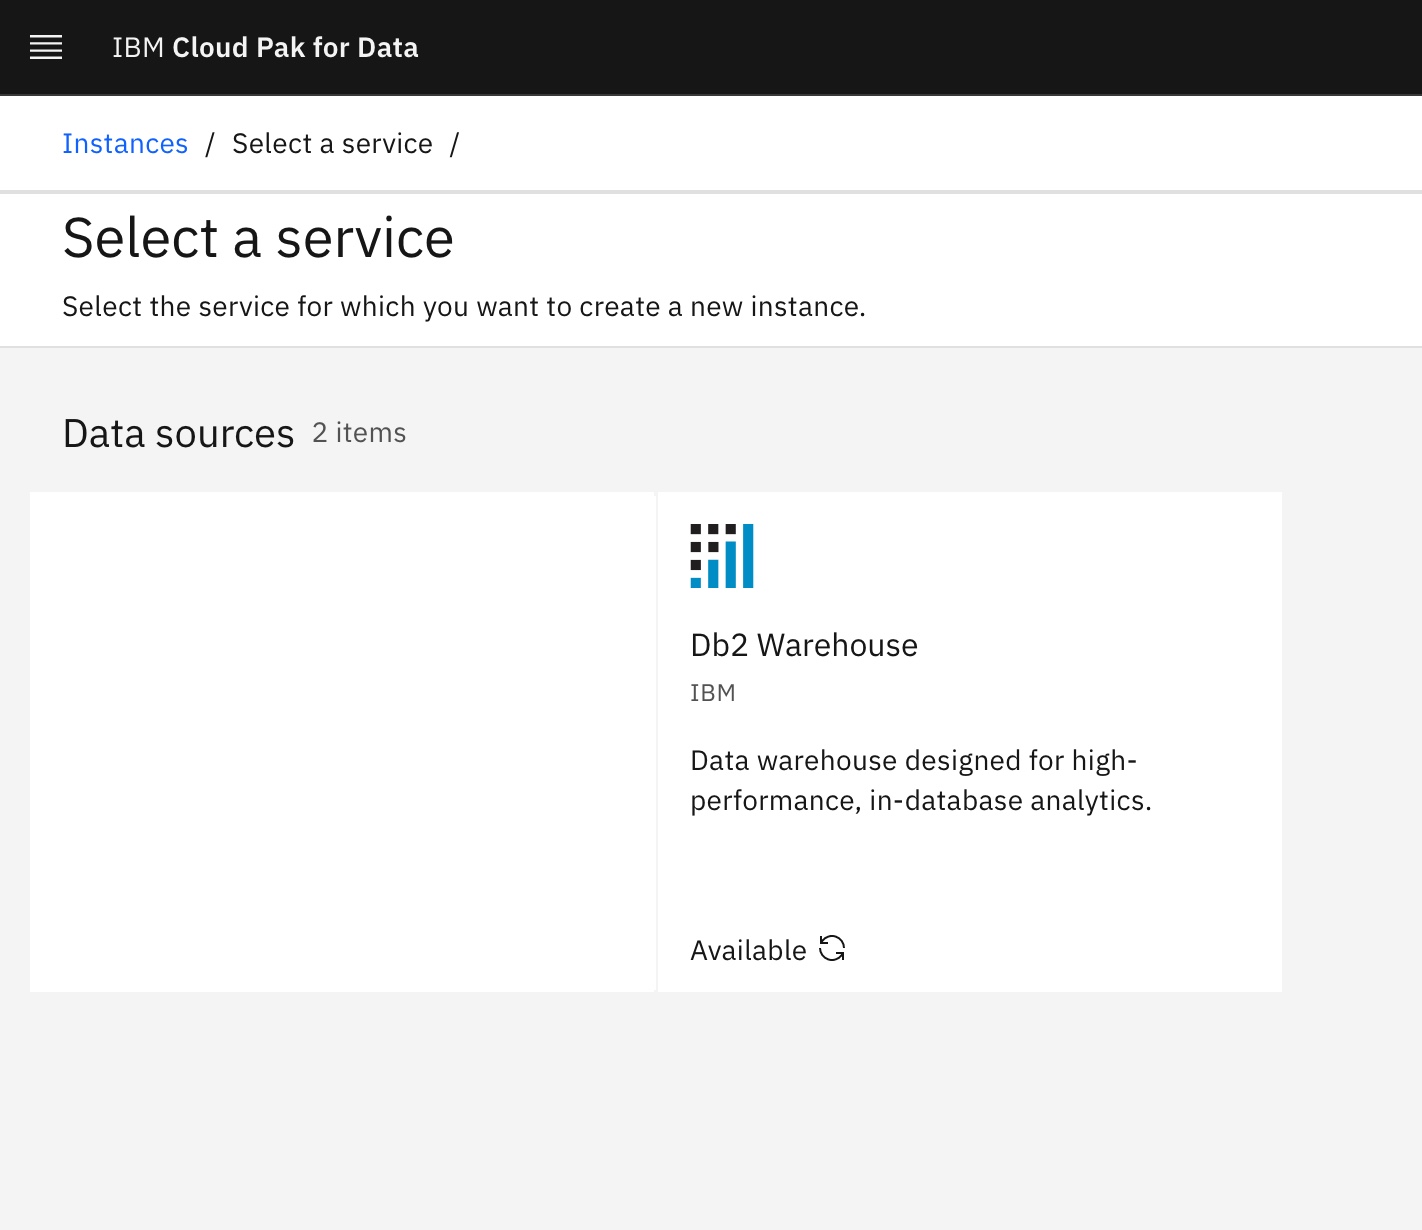 IBM Cloud Pak for Data
Instances / Select a service /
Select a service
Select the service for which you want to create a new instance.
Data sources 2 items
Db2 Warehouse
IBM
Data warehouse designed for high-
performance, in-database analytics.
Available